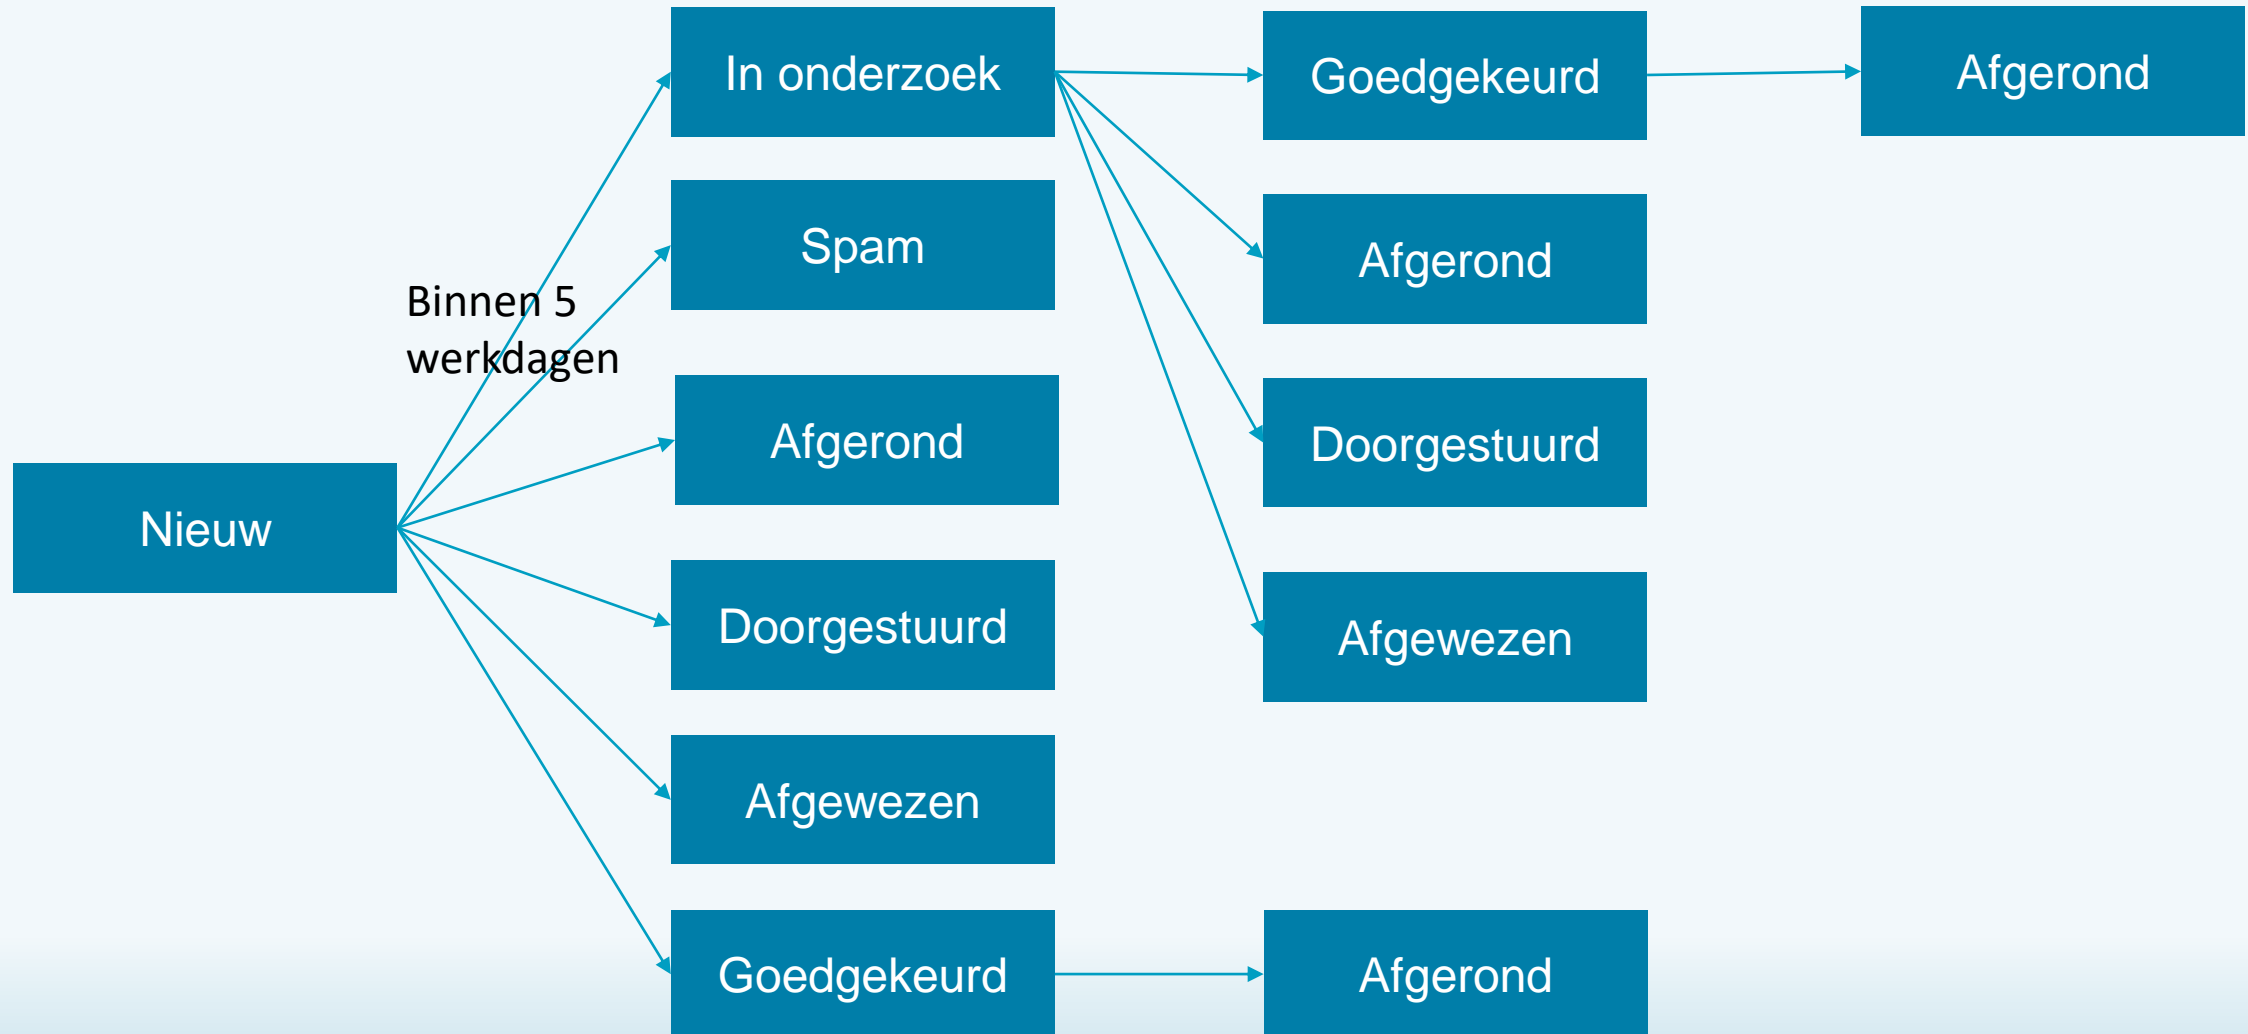 In onderzoek
Goedgekeurd
Afgerond
Spam
Afgerond
Binnen 5
werkdagen
Afgerond
Doorgestuurd
Nieuw
Doorgestuurd
Afgewezen
Afgewezen
Goedgekeurd
Afgerond